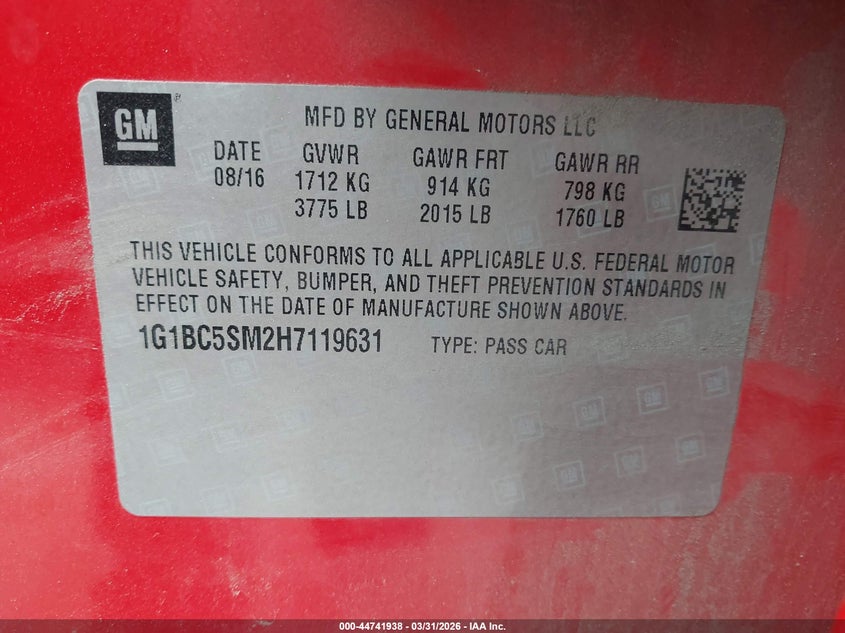 GM
MFD BY GENERAL MOTORS LLC
DATE GVWR GAWR FRT GAWR RR
08/16 1712 KG 914 KG 798 KG
3775 LB 2015 LB 1760 LB
THIS VEHICLE CONFORMS TO ALL APPLICABLE U.S. FEDERAL MOTOR
VEHICLE SAFETY, BUMPER, AND THEFT PREVENTION STANDARDS IN
EFFECT ON THE DATE OF MANUFACTURE SHOWN ABOVE.
1G1BC5SM2H7119631 TYPE: PASS CAR
000-44741938 - 03/31/2026 - IAA Inc.